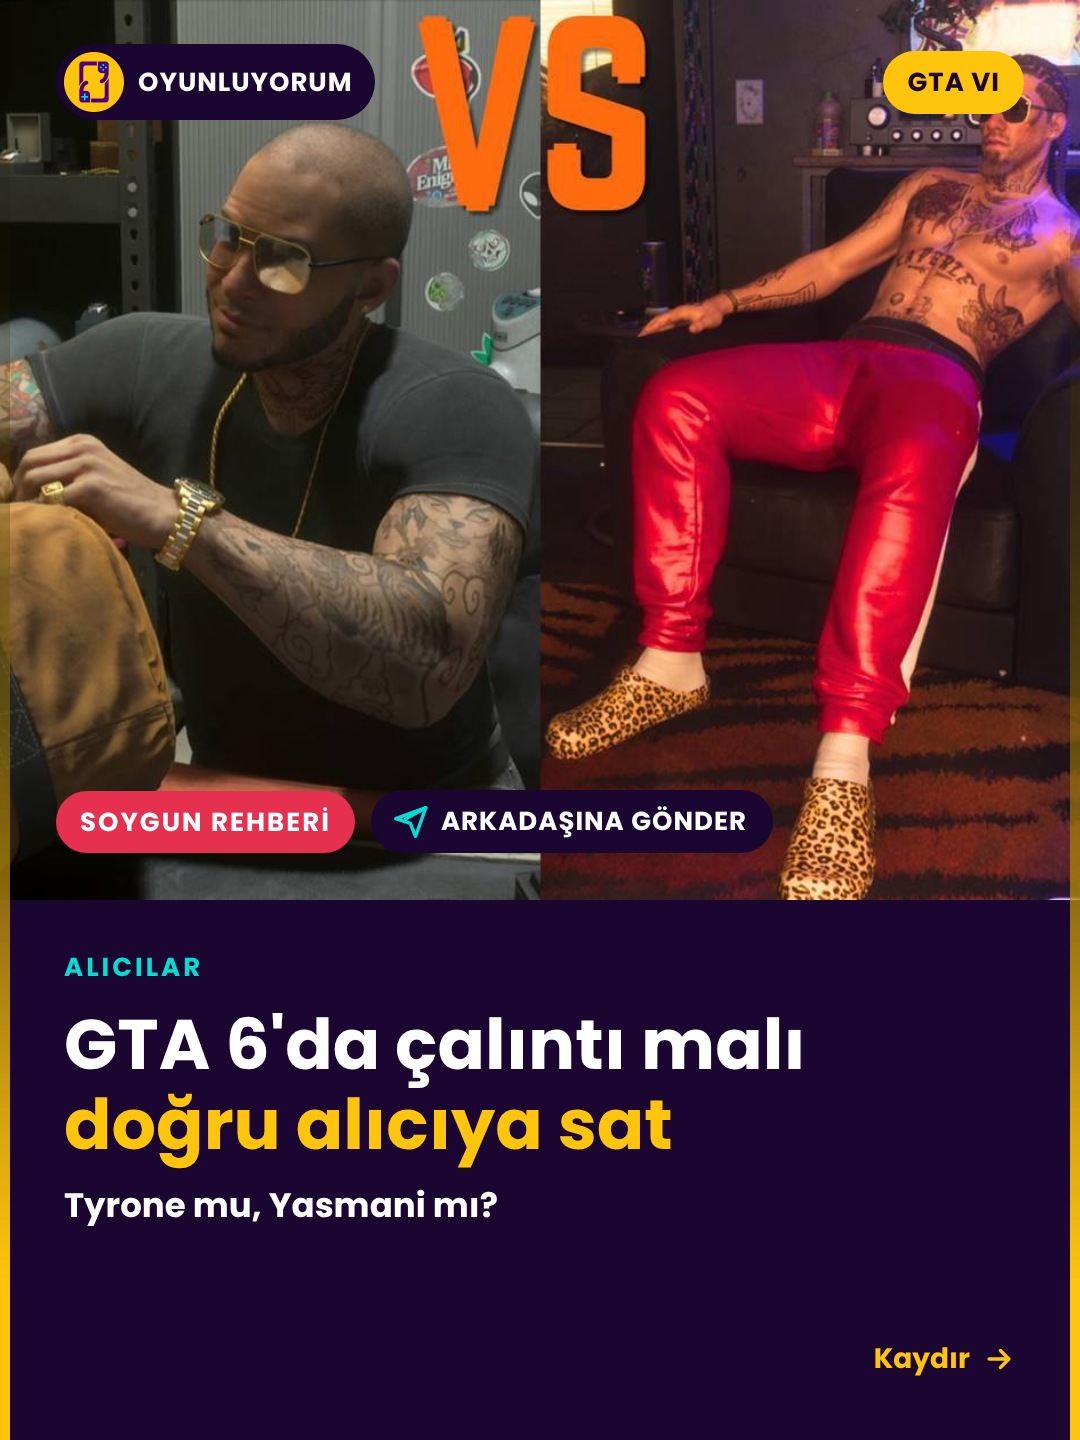 VS
OYUNLUYORUM
GTA VI
SOYGUN REHBERİ
ARKADAŞINA GÖNDER
ALICILAR
GTA 6'da çalıntı malı
doğru alıcıya sat
Tyrone mu, Yasmani mı?
Kaydır →